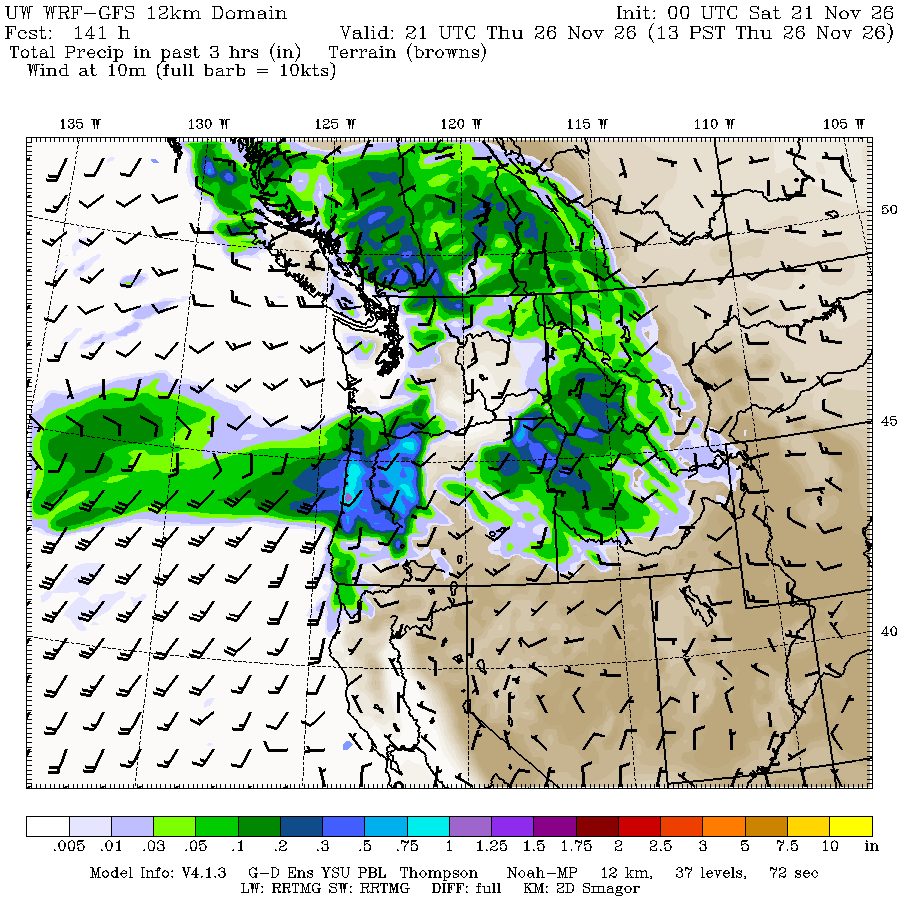 UW WRF-GFS 12km Domain Init: 00 UTC Sat 21 Nov 26
Fcst: 141 h Valid: 21 UTC Thu 26 Nov 26 (13 PST Thu 26 Nov 26)
Total Precip in past 3 hrs (in) Terrain (browns)
Wind at 10m (full barb = 10kts)
135 W 130 W 125 W 120 W 115 W 110 W 105 W
50
45
40
.005 .01 .03 .05 .1 .2 .3 .5 .75 1 1.25 1.5 1.75 2 2.5 3 5 7.5 10 in
Model Info: V4.1.3 G-D Ens YSU PBL Thompson Noah-MP 12 km, 37 levels, 72 sec
LW: RRTMG SW: RRTMG DIFF: full KM: 2D Smagor